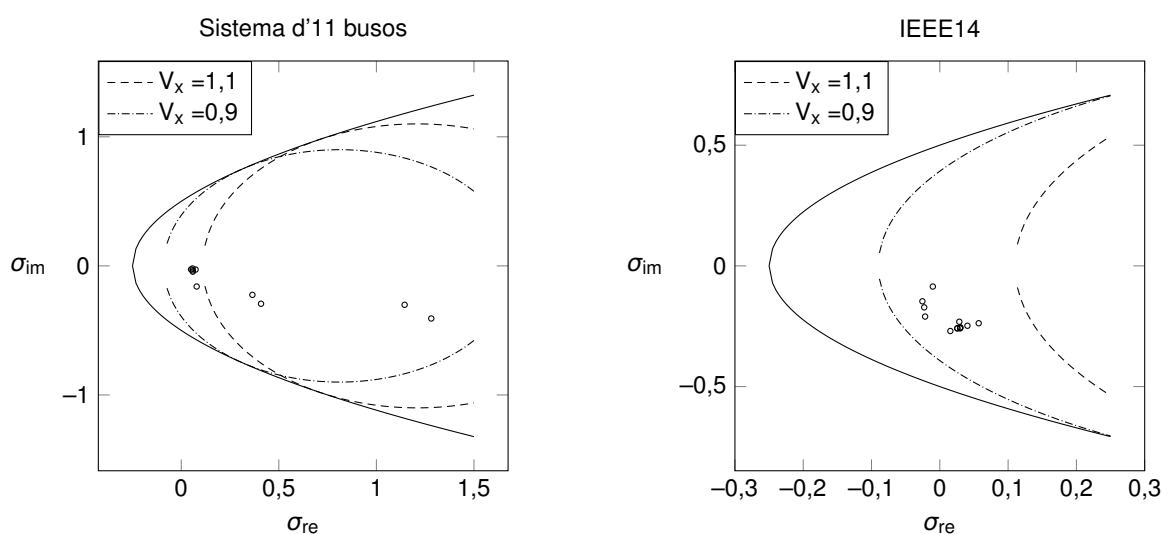 Sistema d'11 busos
V_x =1,1
V_x =0,9
1
0
−1
σ_im
0
0,5
1
1,5
σ_re
IEEE14
V_x =1,1
V_x =0,9
0,5
0
−0,5
σ_im
−0,3
−0,2
−0,1
0
0,1
0,2
0,3
σ_re